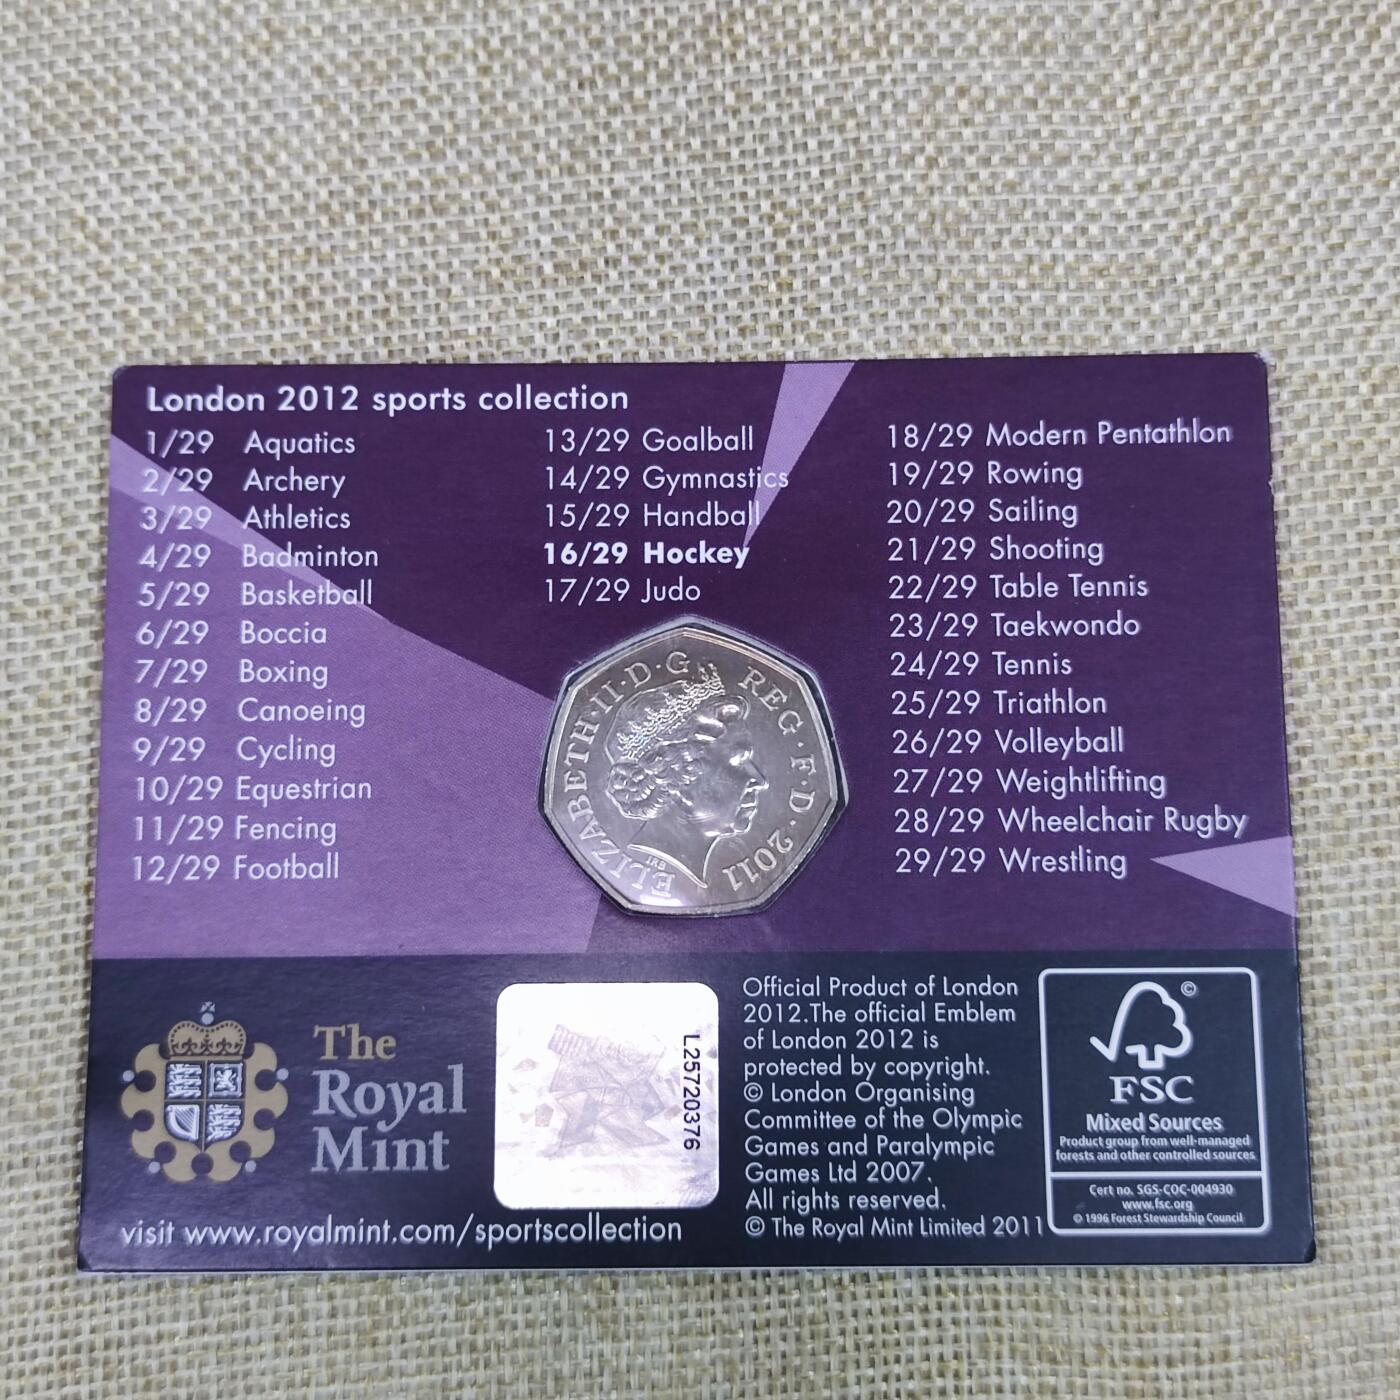 London 2012 sports collection
1/29 Aquatics
2/29 Archery
3/29 Athletics
4/29 Badminton
5/29 Basketball
6/29 Boccia
7/29 Boxing
8/29 Canoeing
9/29 Cycling
10/29 Equestrian
11/29 Fencing
12/29 Football
13/29 Goalball
14/29 Gymnastics
15/29 Handball
16/29 Hockey
17/29 Judo
18/29 Modern Pentathlon
19/29 Rowing
20/29 Sailing
21/29 Shooting
22/29 Table Tennis
23/29 Taekwondo
24/29 Tennis
25/29 Triathlon
26/29 Volleyball
27/29 Weightlifting
28/29 Wheelchair Rugby
29/29 Wrestling
ELIZABETH·II·D·G REG·F·D·2011
IRB
The
Royal
Mint
visit www.royalmint.com/sportscollection
L25720376
Official Product of London
2012.The official Emblem
of London 2012 is
protected by copyright.
© London Organising
Committee of the Olympic
Games and Paralympic
Games Ltd 2007.
All rights reserved.
© The Royal Mint Limited 2011
©
FSC
Mixed Sources
Product group from well-managed
forests and other controlled sources
Cert no. SGS-COC-004930
www.fsc.org
© 1996 Forest Stewardship Council